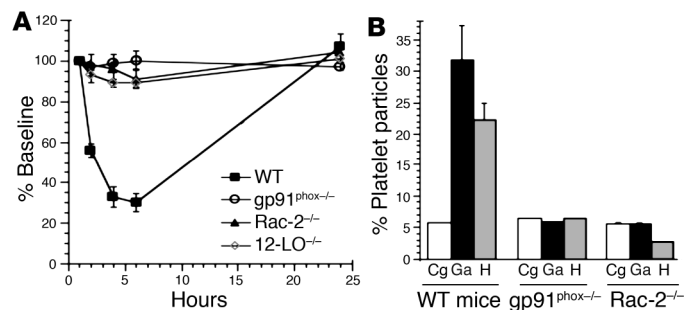 A
% Baseline
120
100
80
60
40
20
0
0 5 10 15 20 25
Hours
WT
gp91phox–/–
Rac-2–/–
12-LO–/–
B
% Platelet particles
35
30
25
20
15
10
5
0
Cg Ga H Cg Ga H Cg Ga H
WT mice gp91phox–/– Rac-2–/–